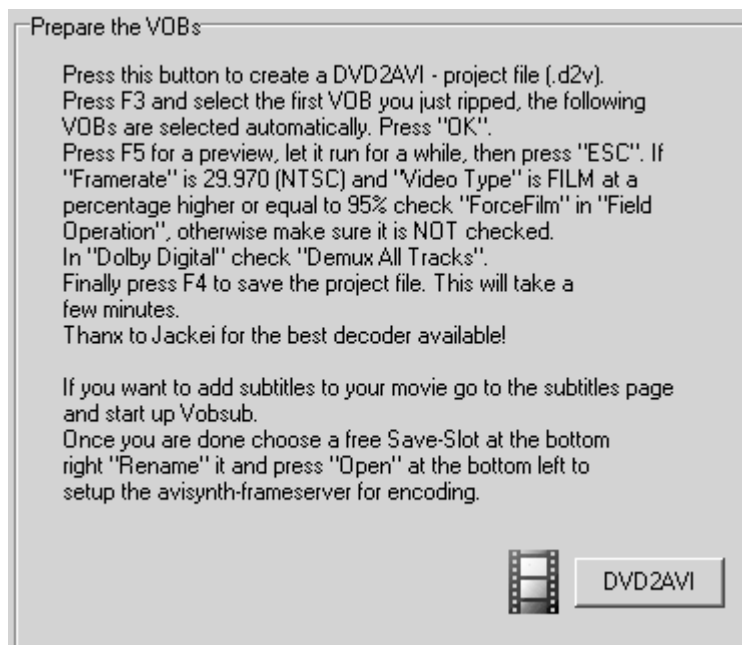 Prepare the VOBs
Press this button to create a DVD2AVI - project file (.d2v).
Press F3 and select the first VOB you just ripped, the following
VOBs are selected automatically. Press "OK".
Press F5 for a preview, let it run for a while, then press "ESC". If
"Framerate" is 29.970 (NTSC) and "Video Type" is FILM at a
percentage higher or equal to 95% check "ForceFilm" in "Field
Operation", otherwise make sure it is NOT checked.
In "Dolby Digital" check "Demux All Tracks".
Finally press F4 to save the project file. This will take a
few minutes.
Thanx to Jackei for the best decoder available!
If you want to add subtitles to your movie go to the subtitles page
and start up Vobsub.
Once you are done choose a free Save-Slot at the bottom
right "Rename" it and press "Open" at the bottom left to
setup the avisynth-frameserver for encoding.
DVD2AVI